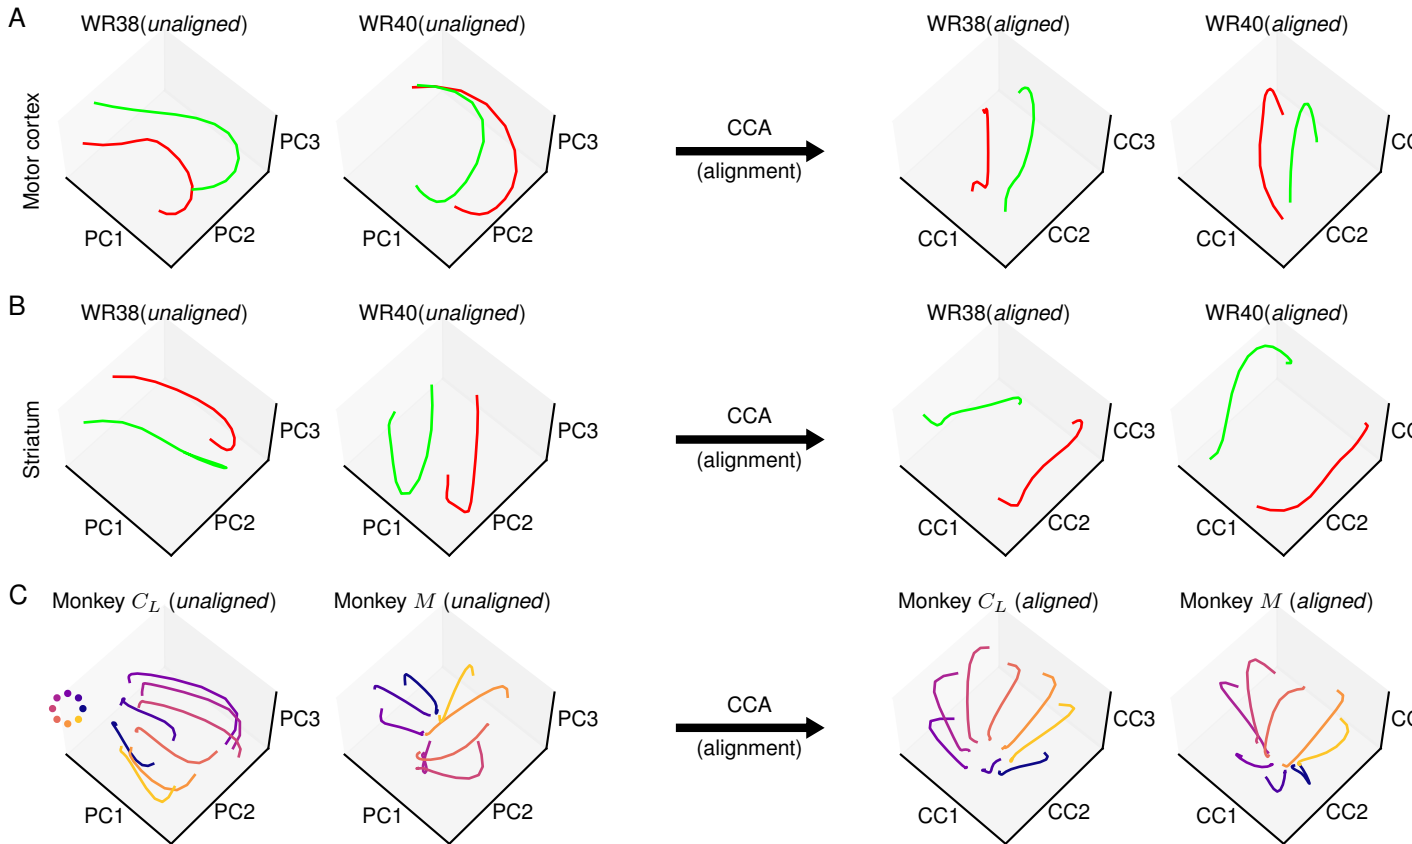 A
WR38(unaligned)
WR40(unaligned)
WR38(aligned)
WR40(aligned)
Motor cortex
PC1
PC2
PC3
PC1
PC2
PC3
CCA
(alignment)
CC1
CC2
CC3
CC1
CC2
B
WR38(unaligned)
WR40(unaligned)
WR38(aligned)
WR40(aligned)
Striatum
PC1
PC2
PC3
PC1
PC2
PC3
CCA
(alignment)
CC1
CC2
CC3
CC1
CC2
C
Monkey C_L (unaligned)
Monkey M (unaligned)
Monkey C_L (aligned)
Monkey M (aligned)
PC1
PC2
PC3
PC1
PC2
PC3
CCA
(alignment)
CC1
CC2
CC3
CC1
CC2